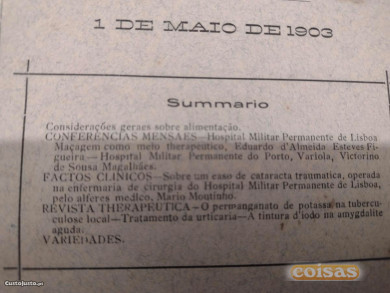 1 DE MAIO DE 1903
Summario
Considerações geraes sobre alimentação.
CONFERENCIAS MENSAES—Hospital Militar Permanente de Lisboa
Maçagem como meio therapeutico, Eduardo d'Almeida Esteves Fi-
gueira—Hospital Militar Permanente do Porto, Variola, Victorino
de Sousa Magalhães.
FACTOS CLINICOS—Sobre um caso de cataracta traumatica, operada
na enfermaria de cirurgia do Hospital Militar Permanente de Lisboa,
pelo alferes medico, Mario Moutinho.
REVISTA THERAPEUTICA—O permanganato de potassa na tubercu-
culose local—Tratamento da urticaria—A tintura d'iodo na amygdalite
aguda.
VARIEDADES.
CustoJusto.pt
coisas